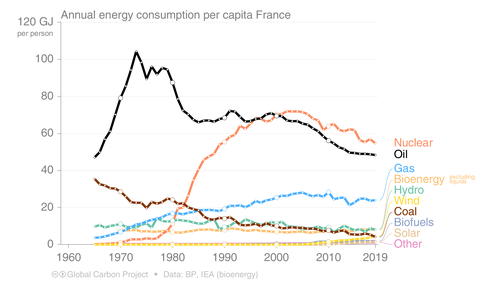 Annual energy consumption per capita France
120 GJ
per person
100
80
60
40
20
0
1960
1970
1980
1990
2000
2010
2019
Nuclear
Oil
Gas
Bioenergy excluding liquids
Hydro
Wind
Coal
Biofuels
Solar
Other
Global Carbon Project • Data: BP, IEA (bioenergy)